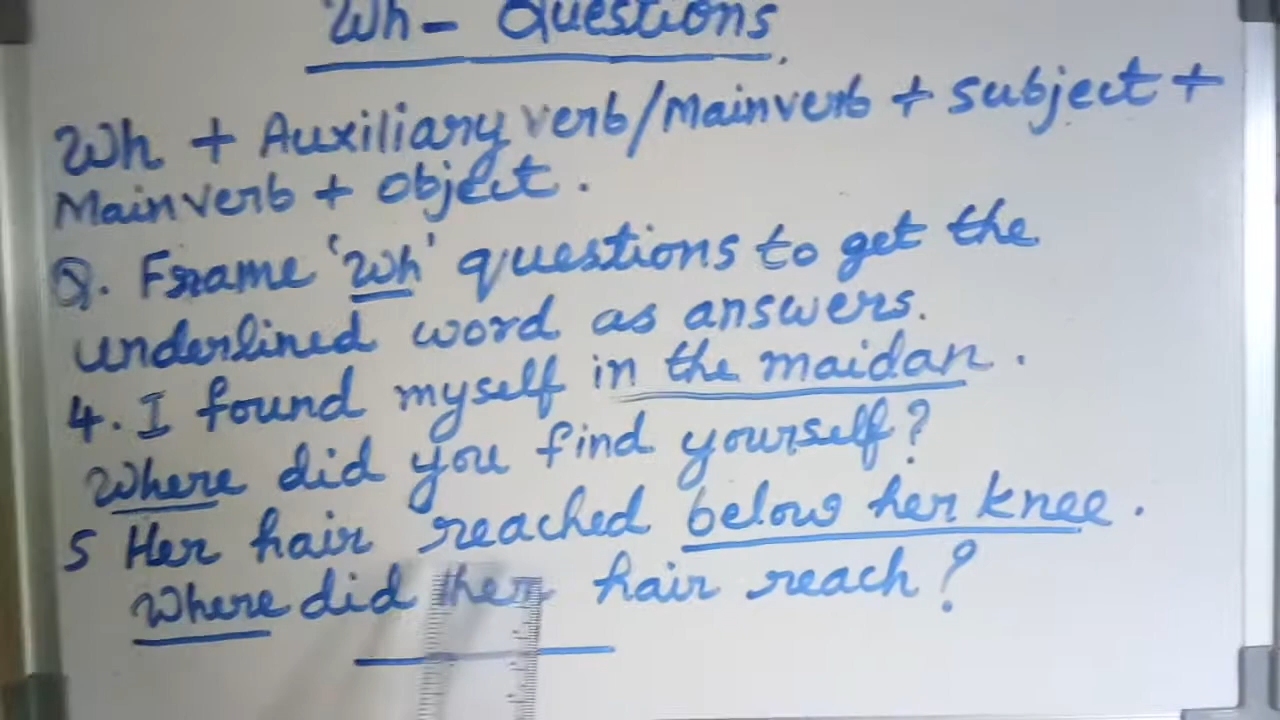 Wh - Questions.
Wh + Auxiliary verb/Mainverb + subject +
Mainverb + object.
Q. Frame 'Wh' questions to get the
underlined word as answers.
4. I found myself in the maidan.
Where did you find yourself?
5 Her hair reached below her knee.
Where did her hair reach?